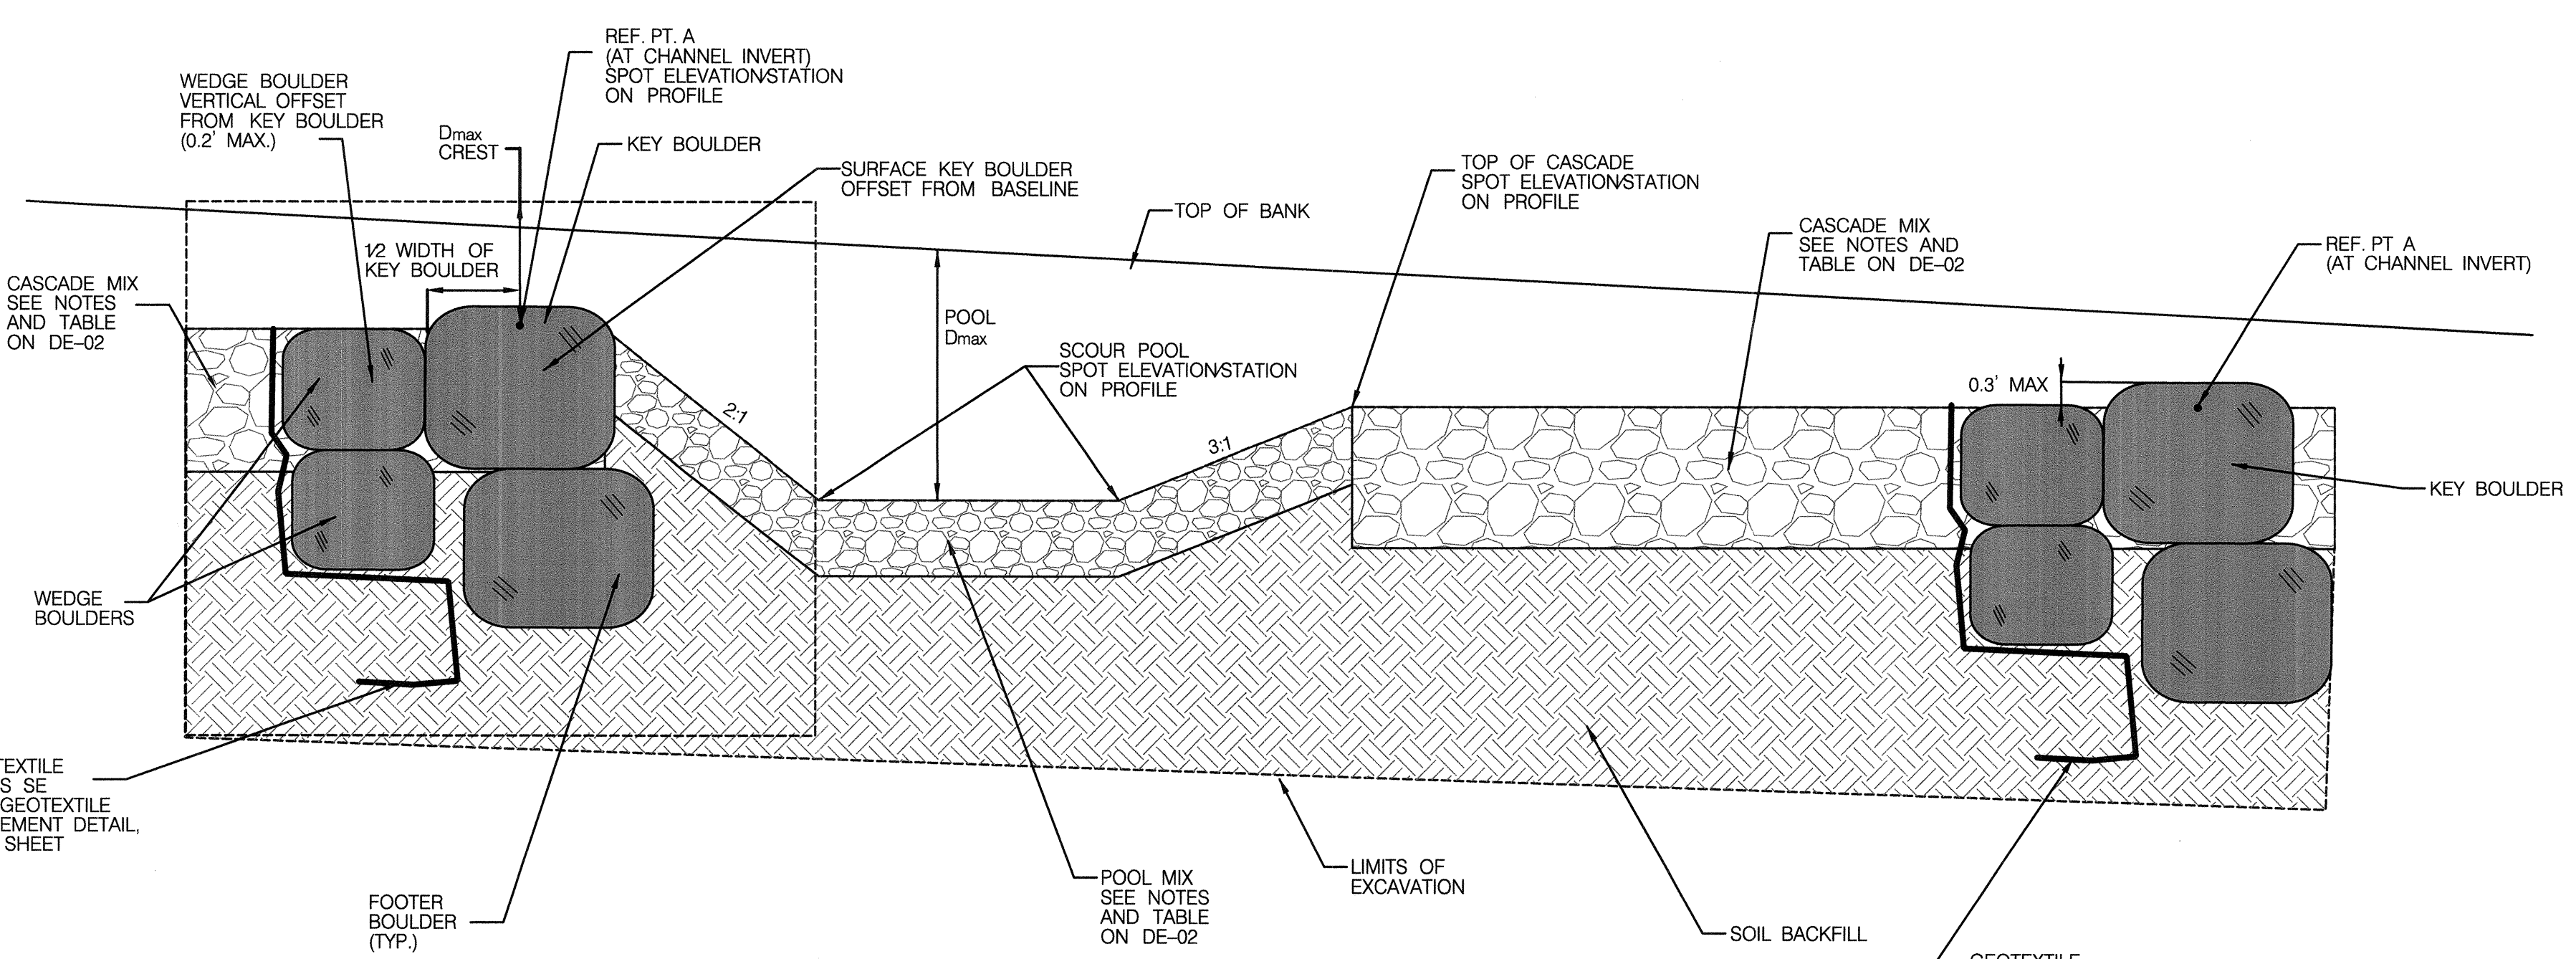 REF. PT. A
(AT CHANNEL INVERT)
SPOT ELEVATION/STATION
ON PROFILE
WEDGE BOULDER
VERTICAL OFFSET
FROM KEY BOULDER
(0.2' MAX.)
Dmax
CREST
KEY BOULDER
SURFACE KEY BOULDER
OFFSET FROM BASELINE
TOP OF CASCADE
SPOT ELEVATION/STATION
ON PROFILE
TOP OF BANK
CASCADE MIX
SEE NOTES AND
TABLE ON DE-02
REF. PT A
(AT CHANNEL INVERT)
1/2 WIDTH OF
KEY BOULDER
CASCADE MIX
SEE NOTES
AND TABLE
ON DE-02
POOL
Dmax
SCOUR POOL
SPOT ELEVATION/STATION
ON PROFILE
0.3' MAX
2:1
3:1
KEY BOULDER
WEDGE
BOULDERS
TEXTILE
S SE
GEOTEXTILE
EMENT DETAIL,
SHEET
FOOTER
BOULDER
(TYP.)
POOL MIX
SEE NOTES
AND TABLE
ON DE-02
LIMITS OF
EXCAVATION
SOIL BACKFILL
GEOTEXTILE